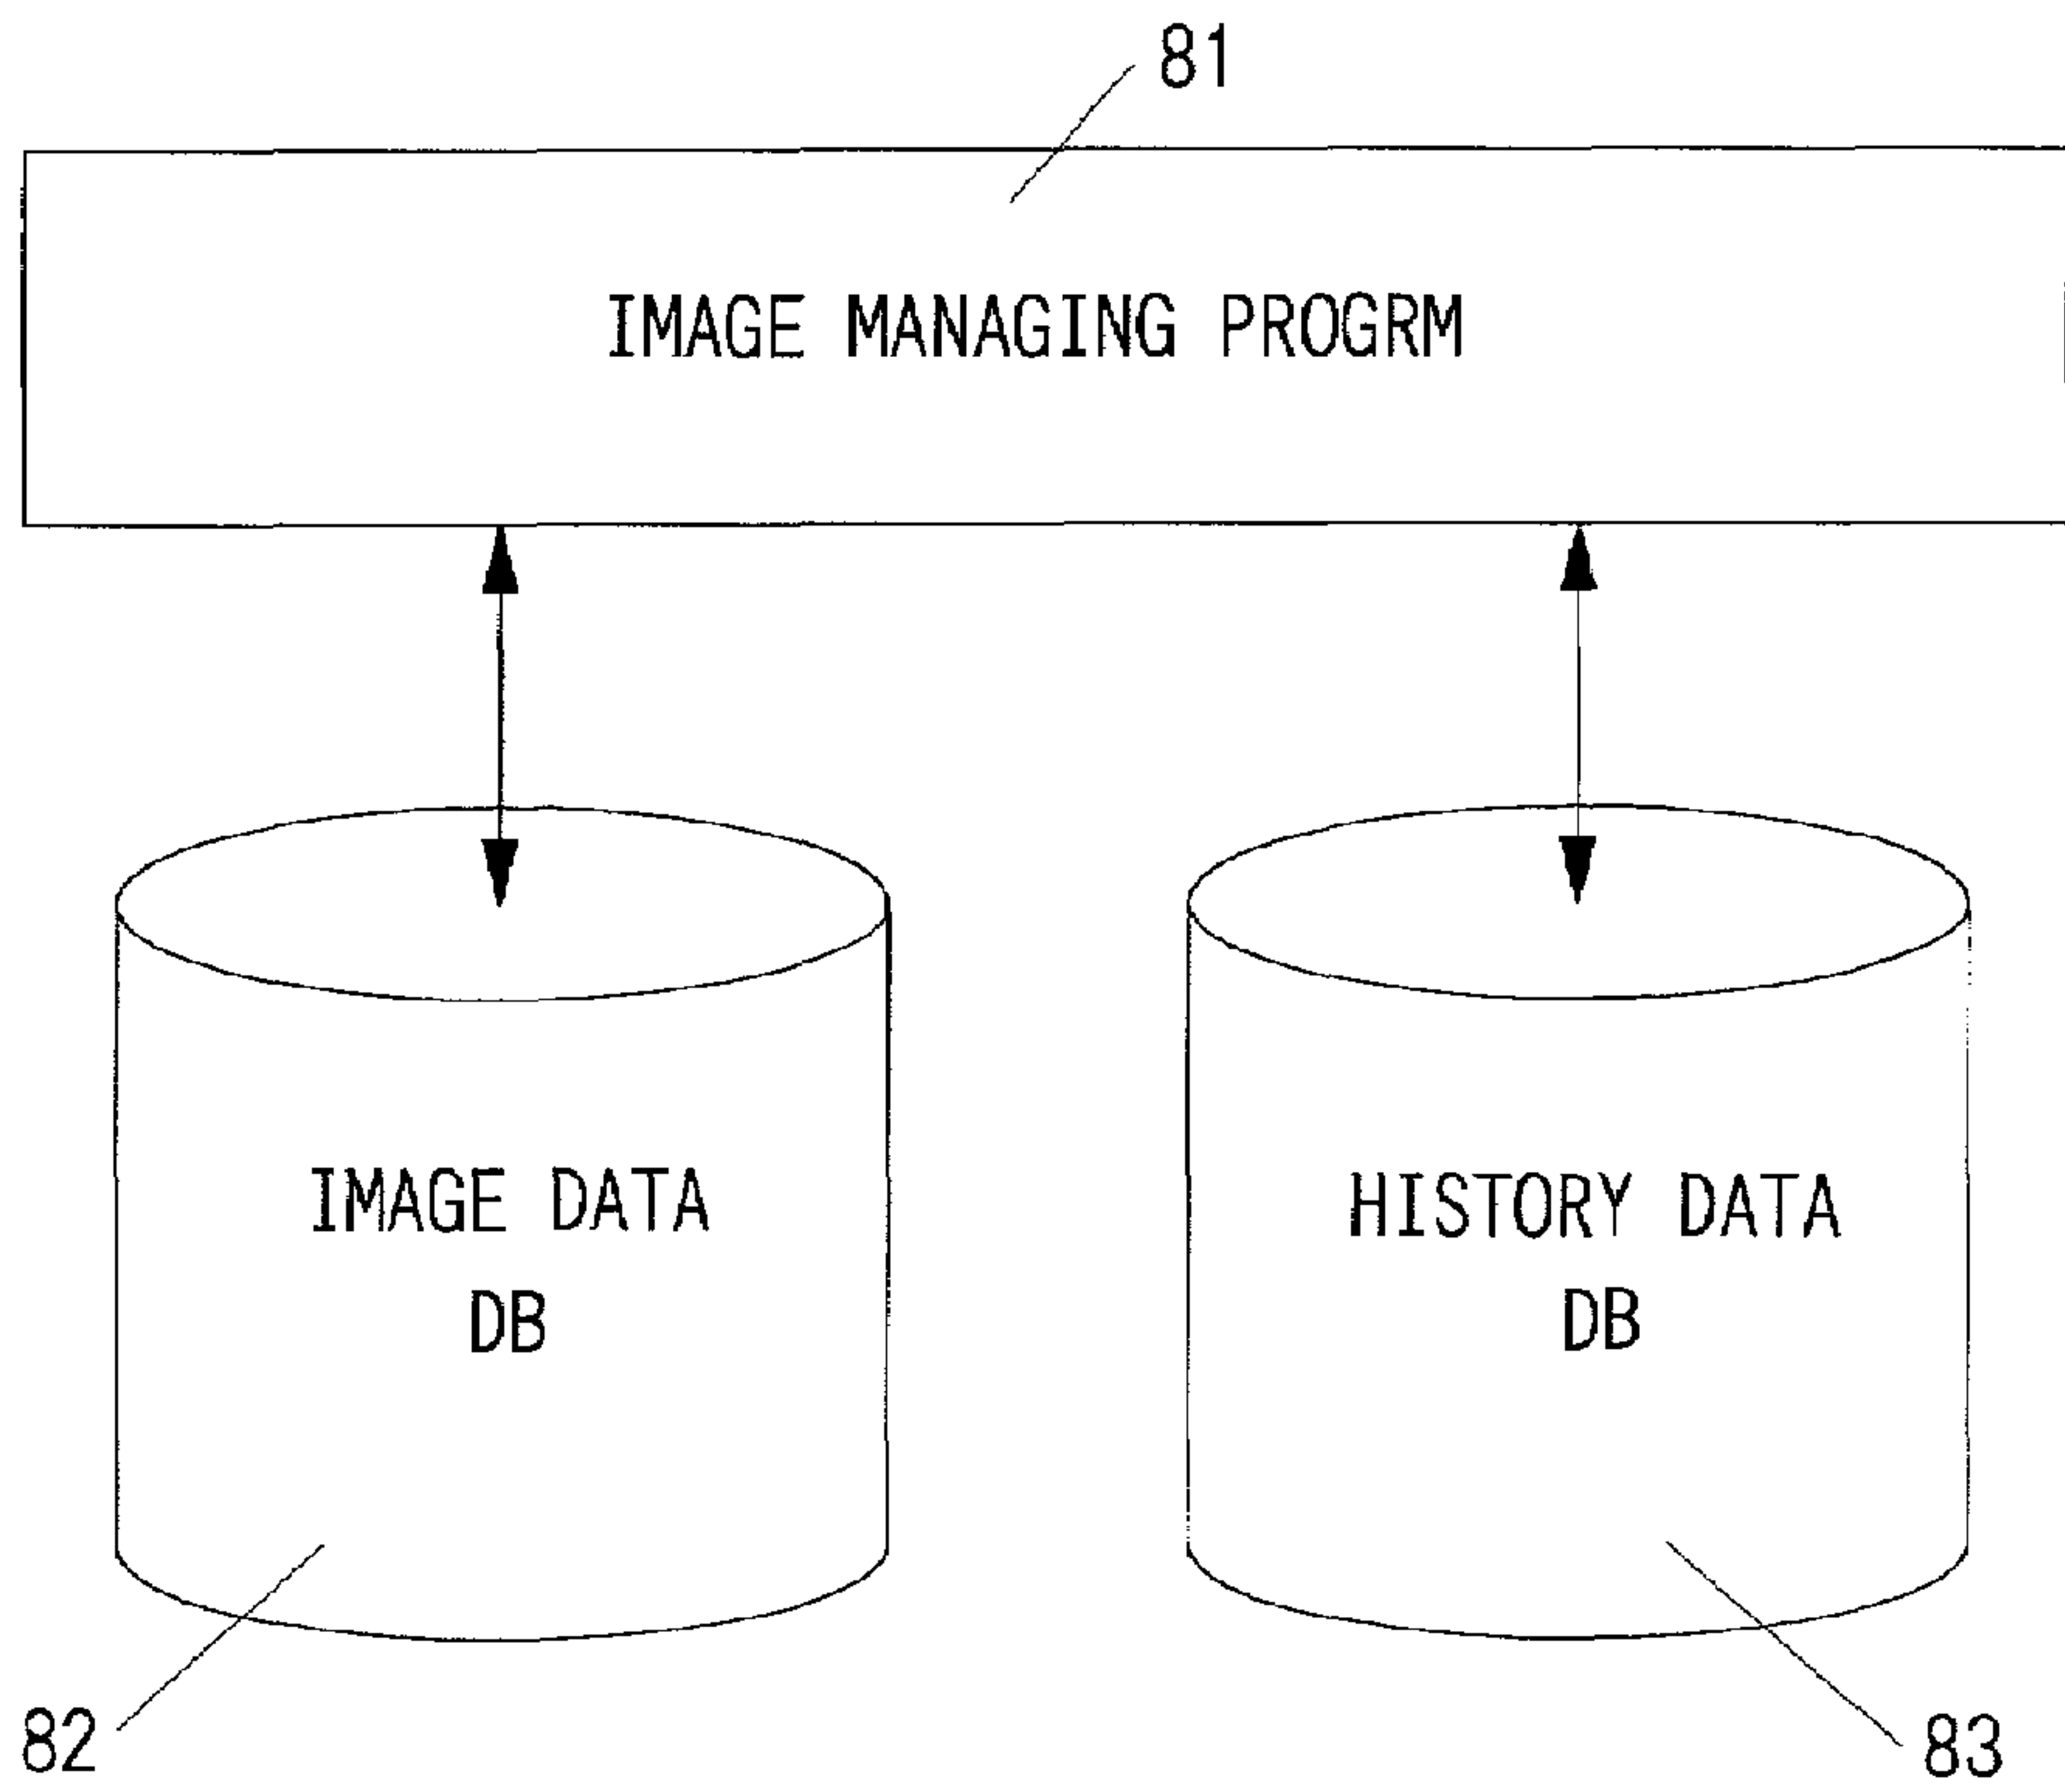 81
IMAGE MANAGING PROGRM
IMAGE DATA
DB
HISTORY DATA
DB
82
83